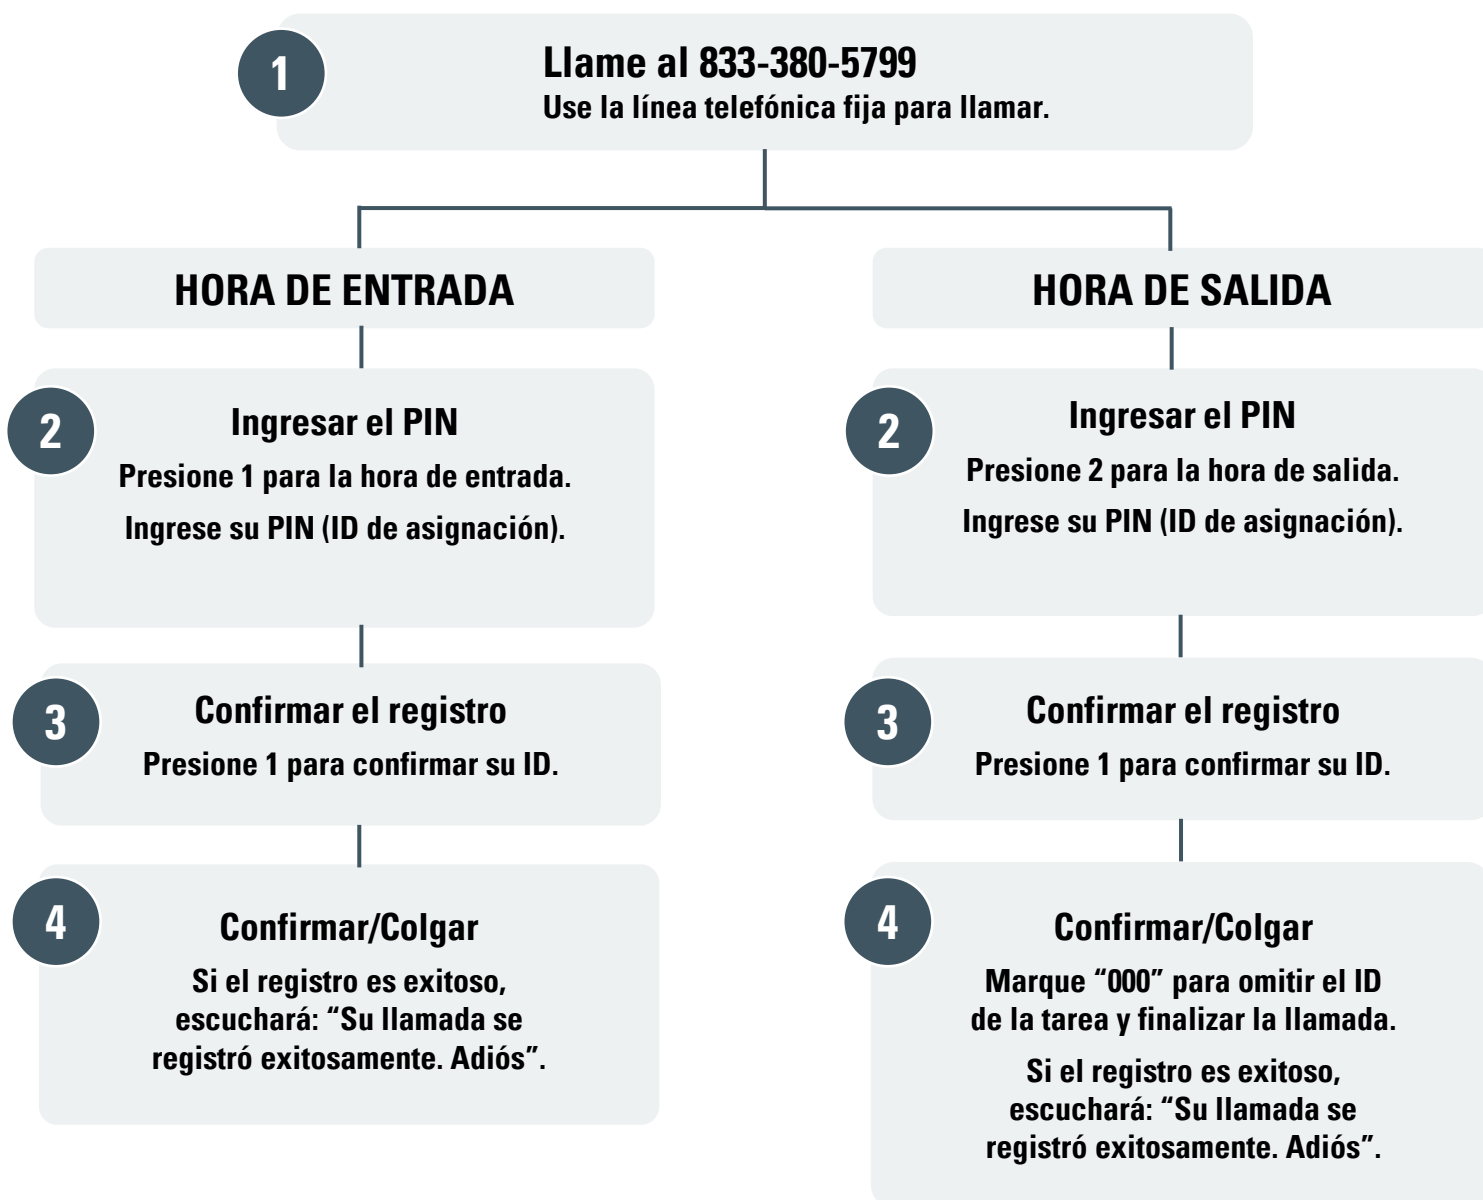 1
Llame al 833-380-5799
Use la línea telefónica fija para llamar.
HORA DE ENTRADA
2
Ingresar el PIN
Presione 1 para la hora de entrada.
Ingrese su PIN (ID de asignación).
3
Confirmar el registro
Presione 1 para confirmar su ID.
4
Confirmar/Colgar
Si el registro es exitoso,
escuchará: “Su llamada se
registró exitosamente. Adiós”.
HORA DE SALIDA
2
Ingresar el PIN
Presione 2 para la hora de salida.
Ingrese su PIN (ID de asignación).
3
Confirmar el registro
Presione 1 para confirmar su ID.
4
Confirmar/Colgar
Marque “000” para omitir el ID
de la tarea y finalizar la llamada.
Si el registro es exitoso,
escuchará: “Su llamada se
registró exitosamente. Adiós”.